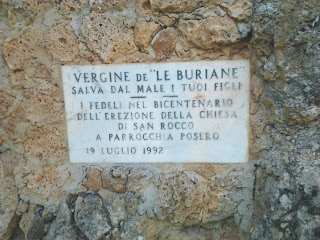 VERGINE DE "LE BURIANE"
SALVA DAL MALE I TUOI FIGLI
I FEDELI NEL BICENTENARIO
DELL'EREZIONE DELLA CHIESA
DI SAN ROCCO
A PARROCCHIA POSERO
19 LUGLIO 1992